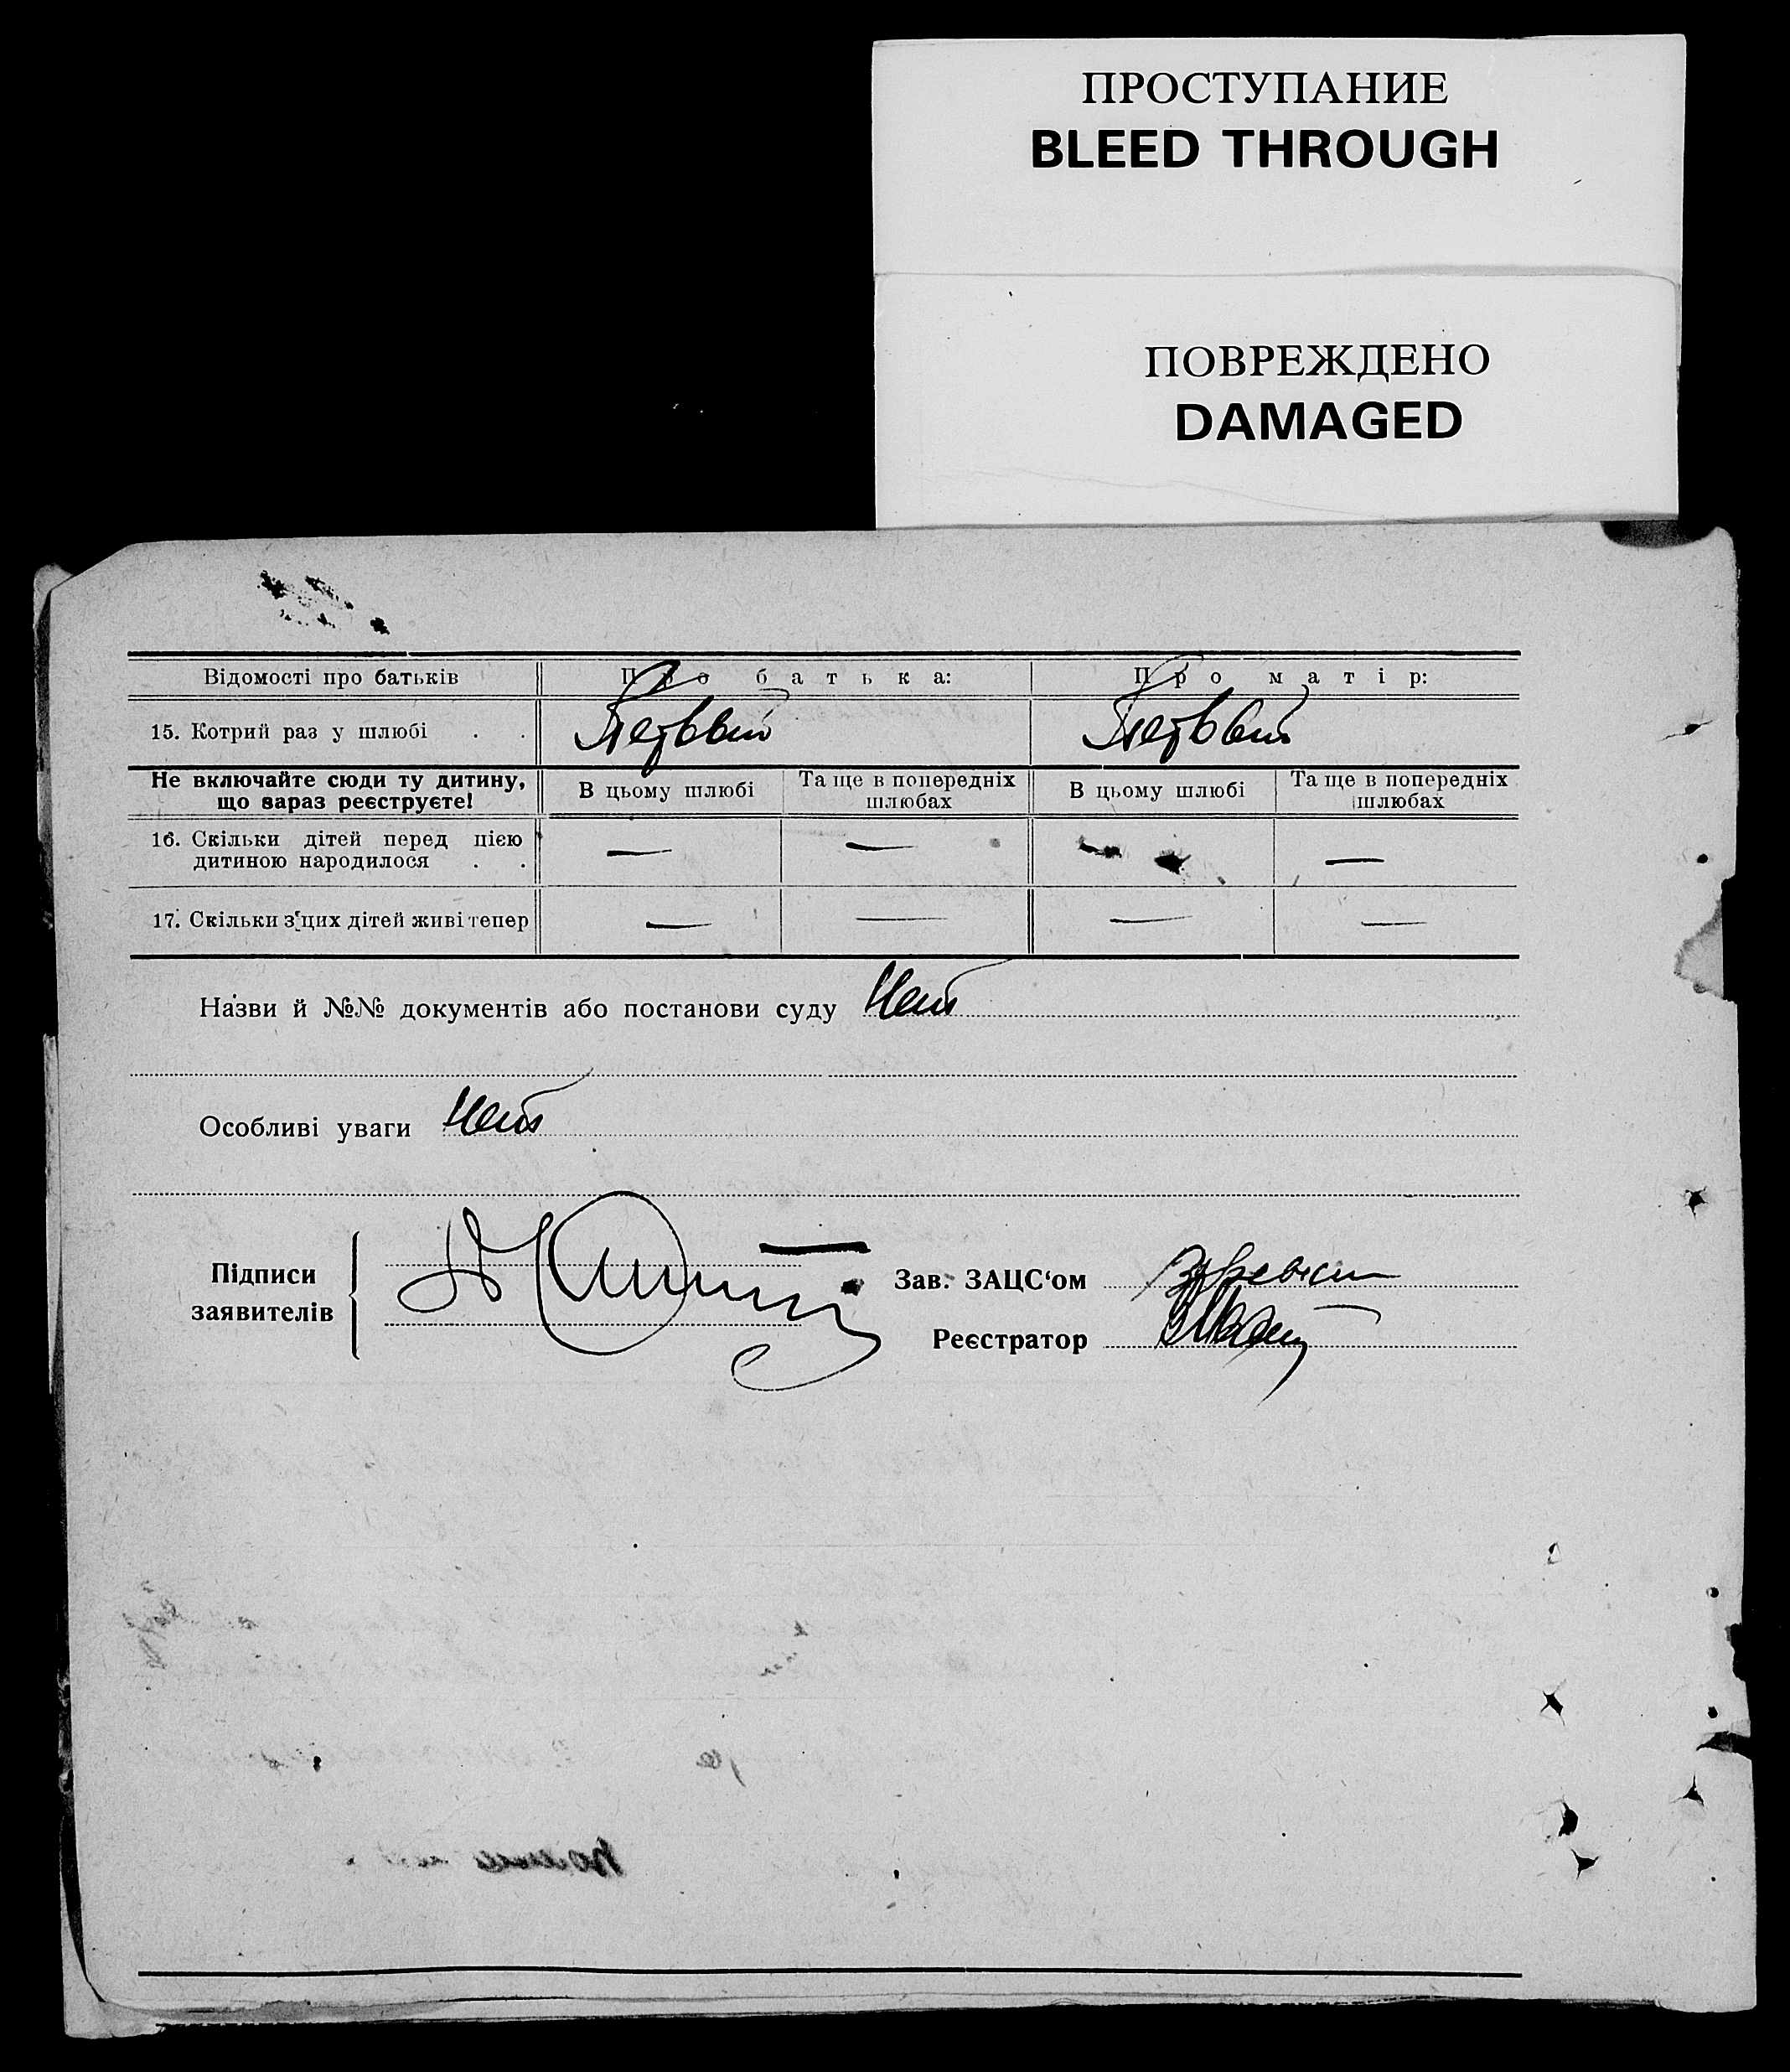 ПРОСТУПАНИЕ
BLEED THROUGH
ПОВРЕЖДЕНО
DAMAGED
Відомості про батьків Про батька: Про матір:
15. Котрий раз у шлюбі . . Первый Первый
Не включайте сюди ту дитину, що зараз реєструєте! В цьому шлюбі Та ще в попередніх шлюбах В цьому шлюбі Та ще в попередніх шлюбах
16. Скільки дітей перед цією
дитиною народилося . . — — — —
17. Скільки з цих дітей живі тепер — — — —
Назви й №№ документів або постанови суду Нет
Особливі уваги Нет
Підписи
заявителів
Зав. ЗАЦС‘ом
Реєстратор